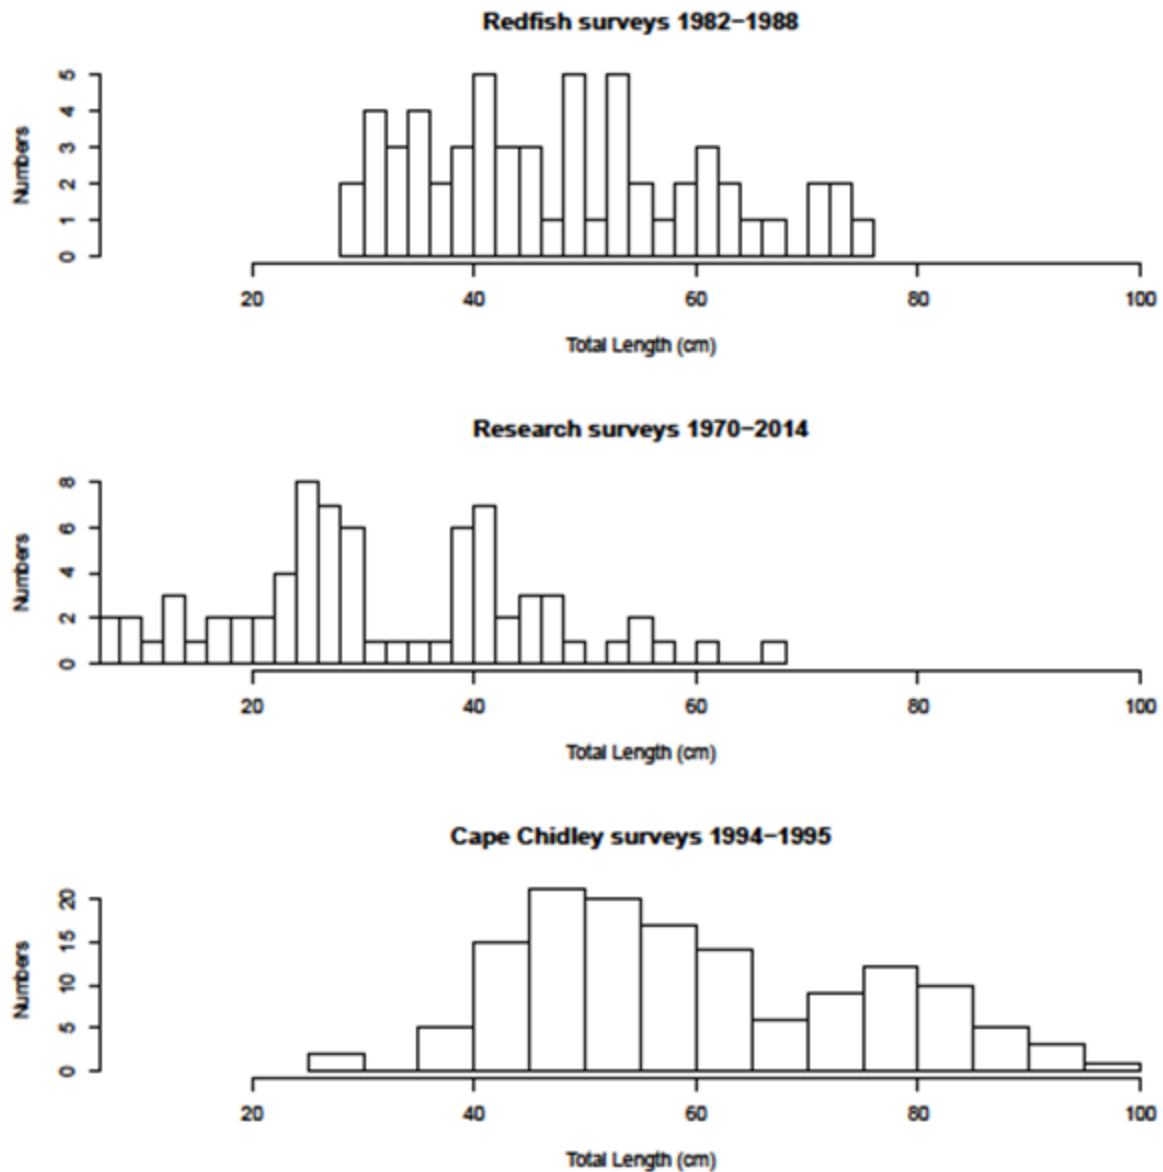 Redfish surveys 1982−1988
5
4
3
2
1
0
Numbers
20 40 60 80 100
Total Length (cm)
Research surveys 1970−2014
8
6
4
2
0
Numbers
20 40 60 80 100
Total Length (cm)
Cape Chidley surveys 1994−1995
20
15
10
5
0
Numbers
20 40 60 80 100
Total Length (cm)